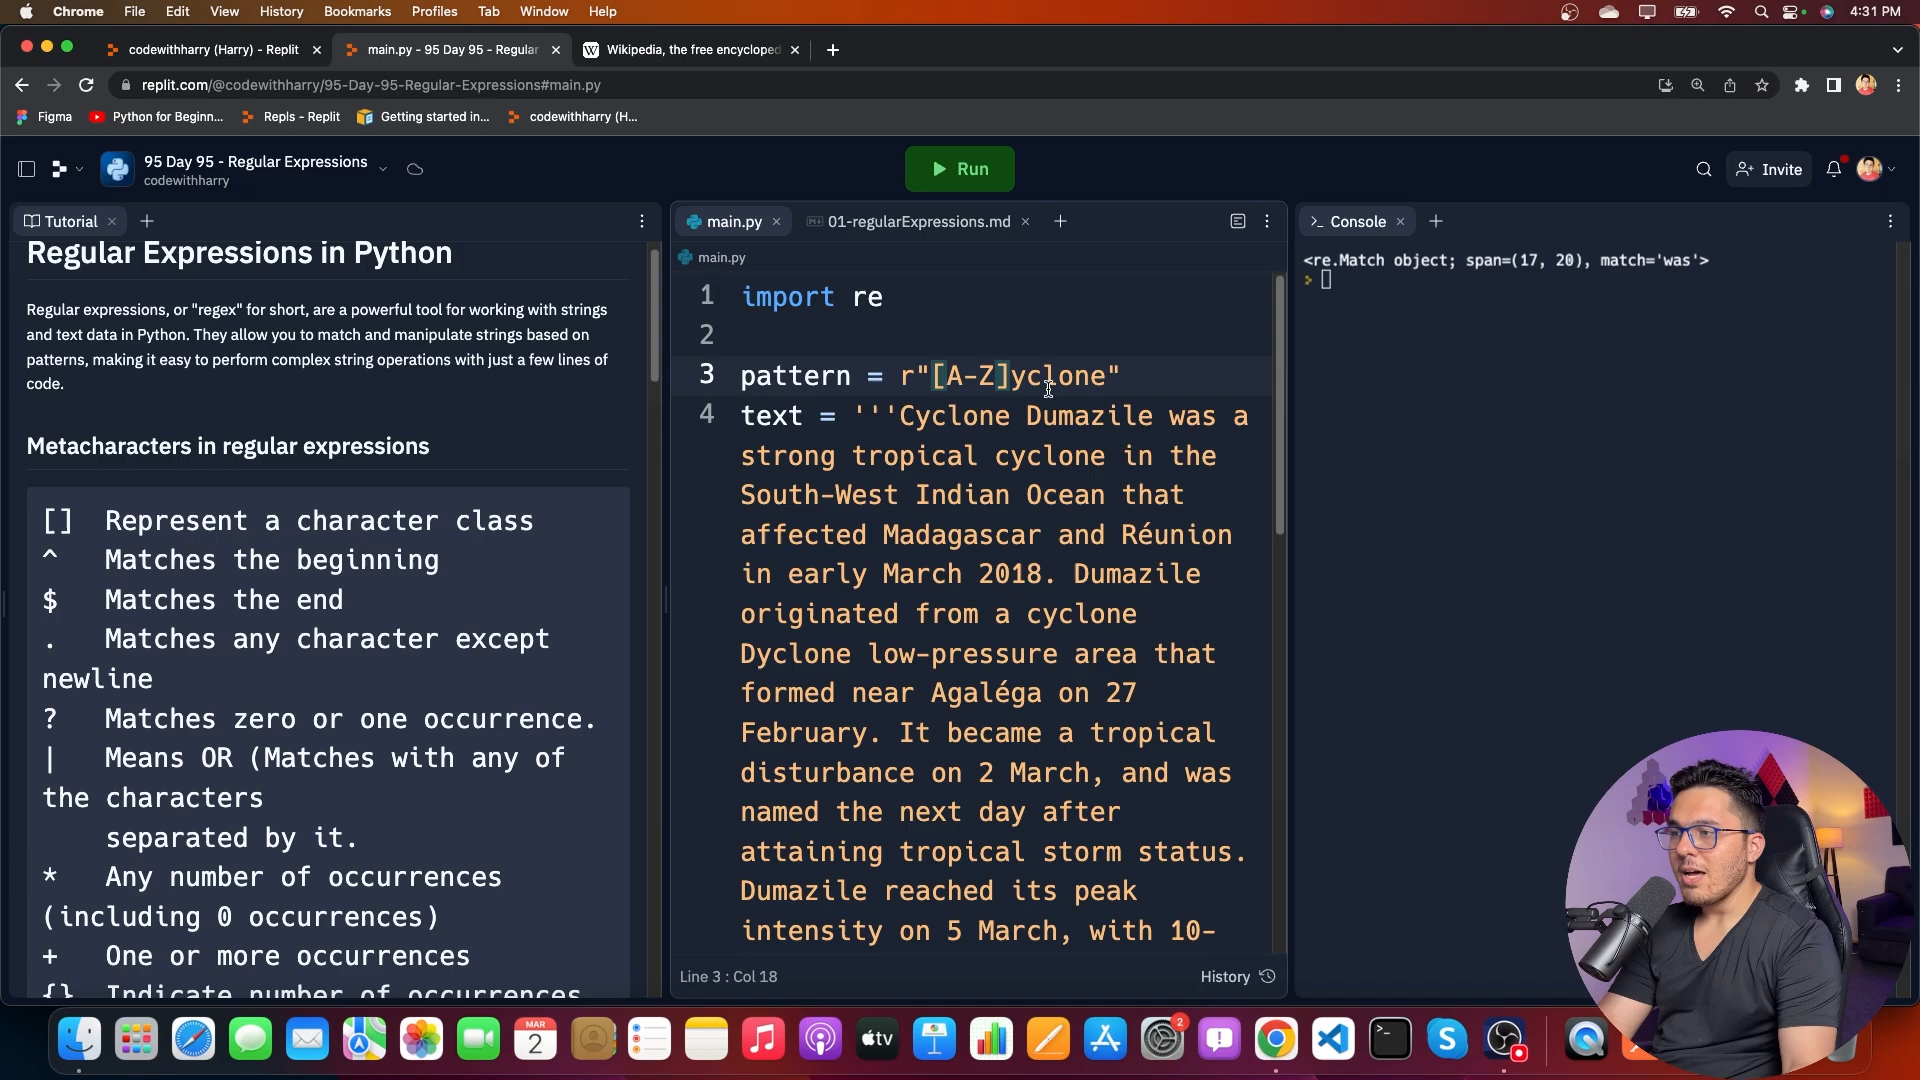 Chrome File Edit View History Bookmarks Profiles Tab Window Help 4:31 PM
codewithharry (Harry) - Replit main.py - 95 Day 95 - Regular Wikipedia, the free encycloped
replit.com/@codewithharry/95-Day-95-Regular-Expressions#main.py
Figma Python for Beginn... Repls - Replit Getting started in... codewithharry (H...
95 Day 95 - Regular Expressions
codewithharry
Run
Invite
Tutorial
Regular Expressions in Python
Regular expressions, or "regex" for short, are a powerful tool for working with strings
and text data in Python. They allow you to match and manipulate strings based on
patterns, making it easy to perform complex string operations with just a few lines of
code.
Metacharacters in regular expressions
[] Represent a character class
^ Matches the beginning
$ Matches the end
. Matches any character except
newline
? Matches zero or one occurrence.
| Means OR (Matches with any of
the characters
separated by it.
* Any number of occurrences
(including 0 occurrences)
+ One or more occurrences
{} Indicate number of occurrences
main.py 01-regularExpressions.md
main.py
1 import re
2
3 pattern = r"[A-Z]yclone"
4 text = '''Cyclone Dumazile was a
strong tropical cyclone in the
South-West Indian Ocean that
affected Madagascar and Réunion
in early March 2018. Dumazile
originated from a cyclone
Dyclone low-pressure area that
formed near Agaléga on 27
February. It became a tropical
disturbance on 2 March, and was
named the next day after
attaining tropical storm status.
Dumazile reached its peak
intensity on 5 March, with 10-
Line 3 : Col 18 History
Console
<re.Match object; span=(17, 20), match='was'>
MAR
2
tv
2